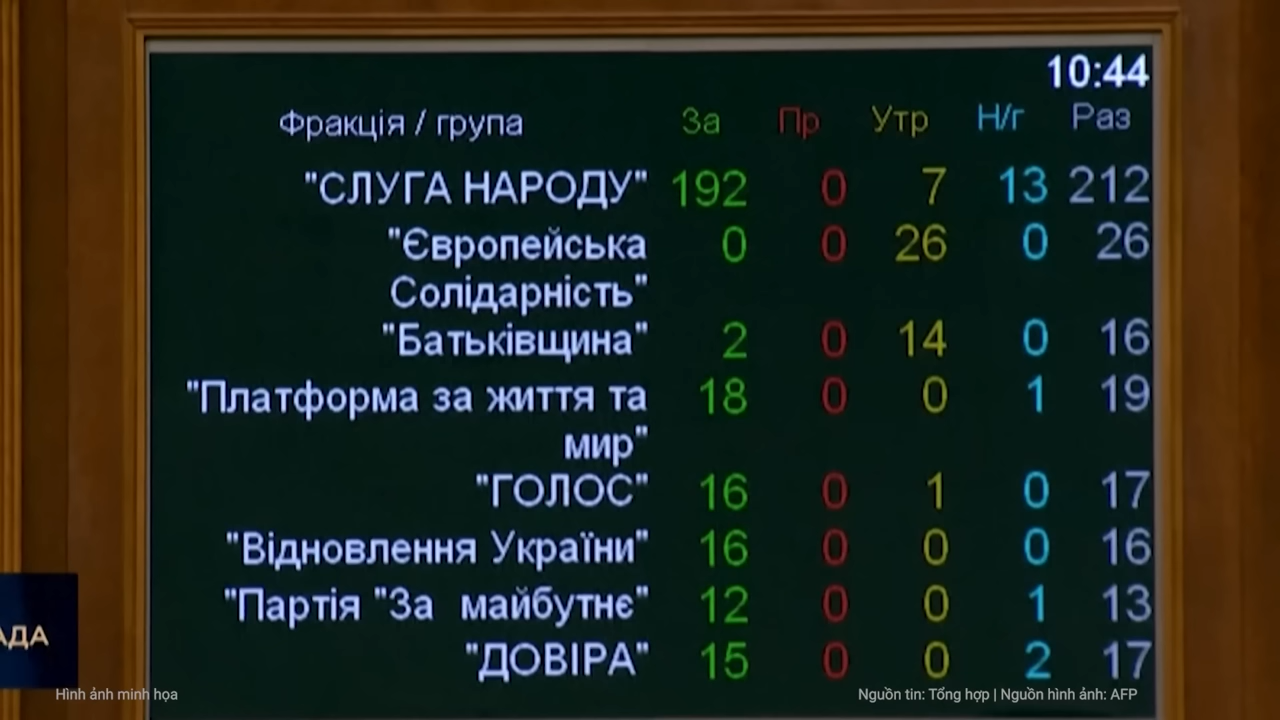 10:44
Фракція / група За Пр Утр Н/г Раз
"СЛУГА НАРОДУ" 192 0 7 13 212
"Європейська 0 0 26 0 26
Солідарність"
"Батьківщина" 2 0 14 0 16
"Платформа за життя та 18 0 0 1 19
мир"
"ГОЛОС" 16 0 1 0 17
"Відновлення України" 16 0 0 0 16
"Партія "За майбутнє" 12 0 0 1 13
"ДОВІРА" 15 0 0 2 17
АДА
Hình ảnh minh họa
Nguồn tin: Tổng hợp | Nguồn hình ảnh: AFP